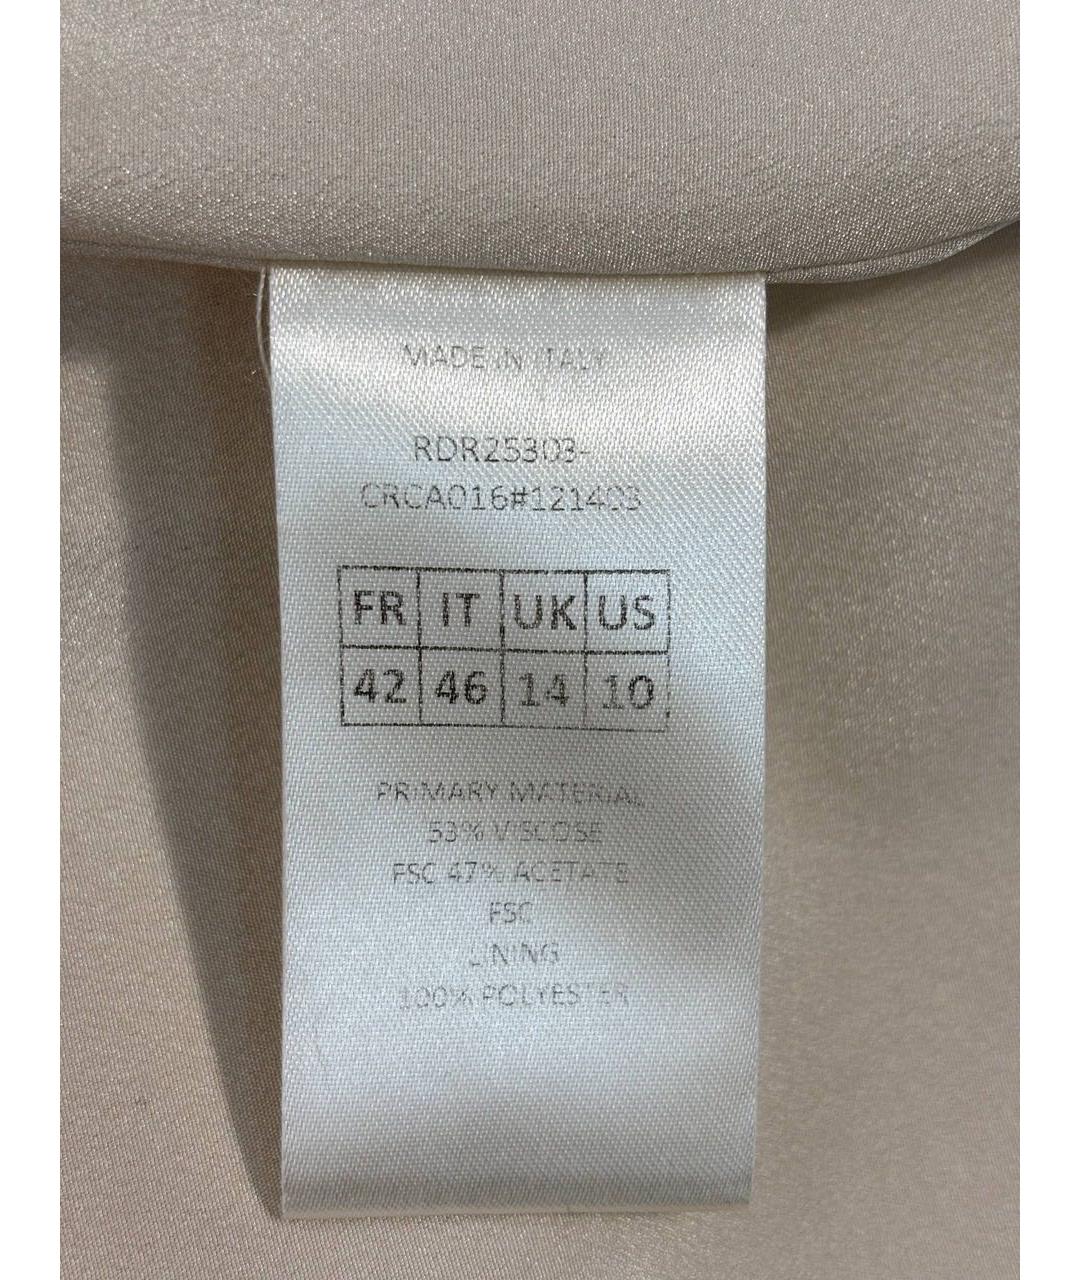 MADE IN ITALY
RDR25303-
CRCA016#121403
FR IT UK US
42 46 14 10
PRIMARY MATERIAL
53% VISCOSE
FSC 47% ACETATE
FSC
LINING
100% POLYESTER